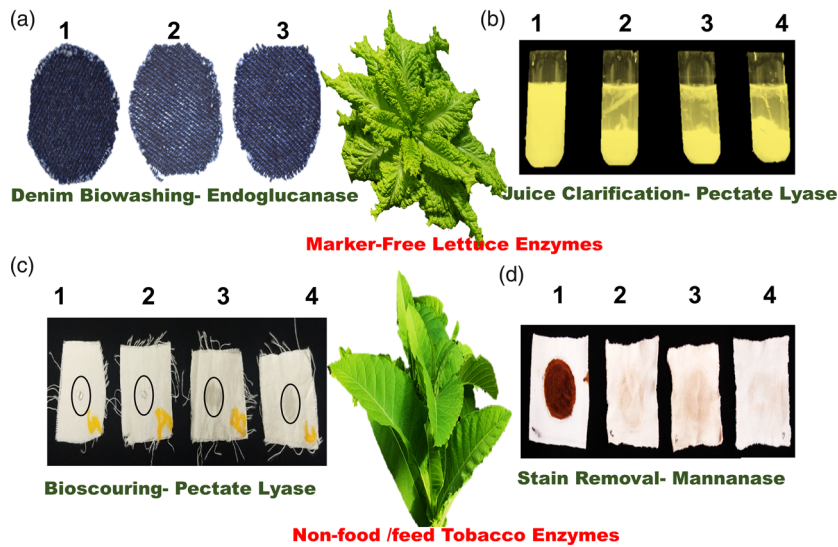 (a)
1 2 3
Denim Biowashing- Endoglucanase
(b)
1 2 3 4
Juice Clarification- Pectate Lyase
Marker-Free Lettuce Enzymes
(c)
1 2 3 4
Bioscouring- Pectate Lyase
(d)
1 2 3 4
Stain Removal- Mannanase
Non-food /feed Tobacco Enzymes